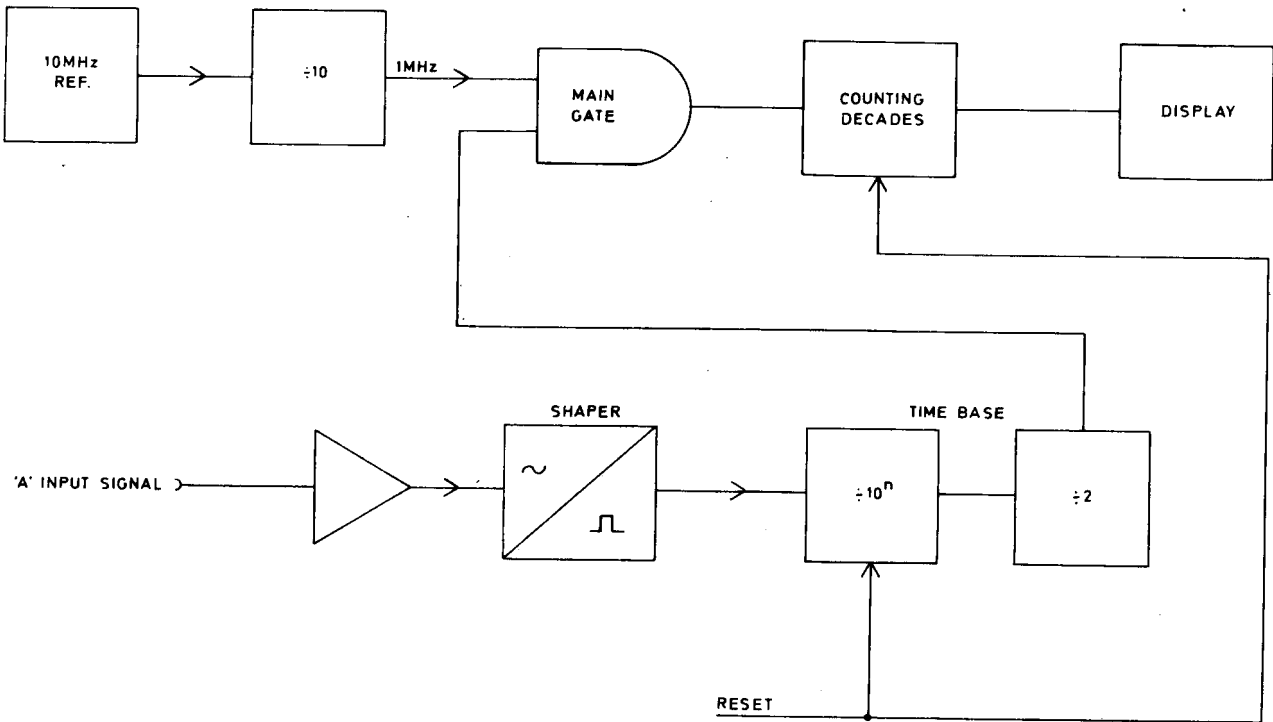 10MHz
REF.
÷10
1MHz
MAIN
GATE
COUNTING
DECADES
DISPLAY
SHAPER
TIME BASE
'A' INPUT SIGNAL
÷10ⁿ
÷2
RESET